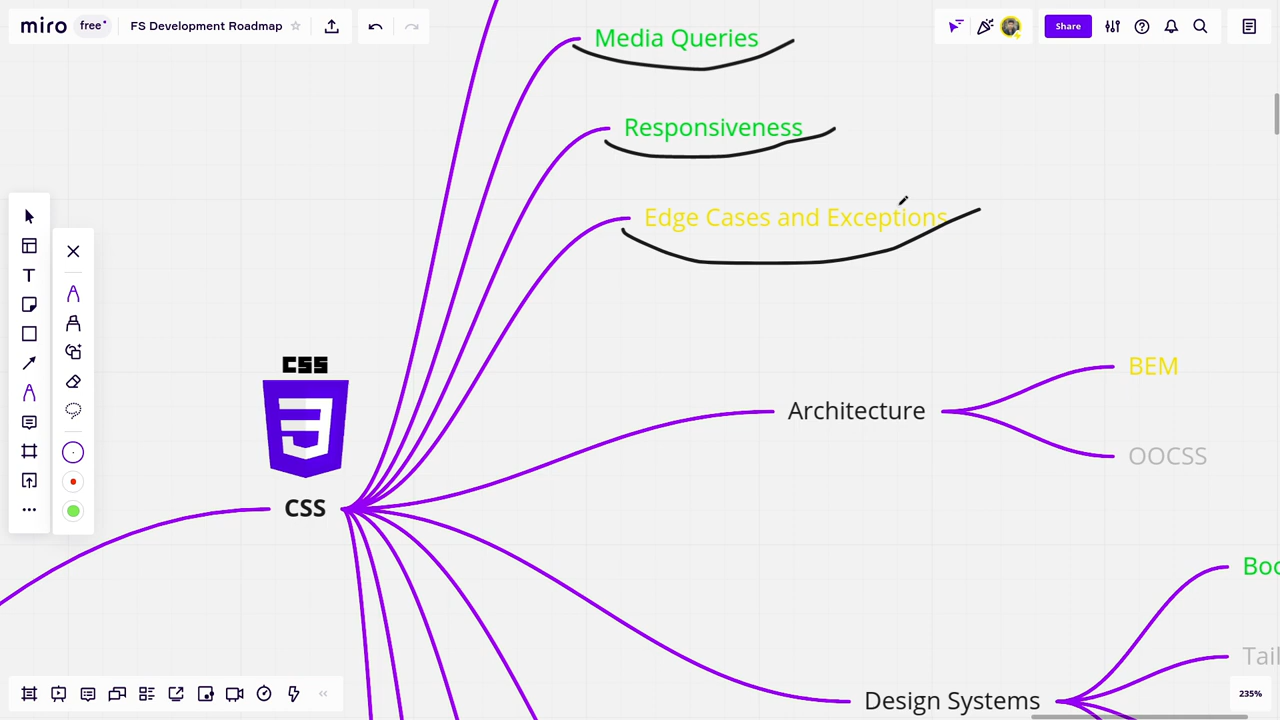 miro free FS Development Roadmap
Share
Media Queries
Responsiveness
Edge Cases and Exceptions
CSS
BEM
Architecture
OOCSS
CSS
Boo
Tail
Design Systems
235%